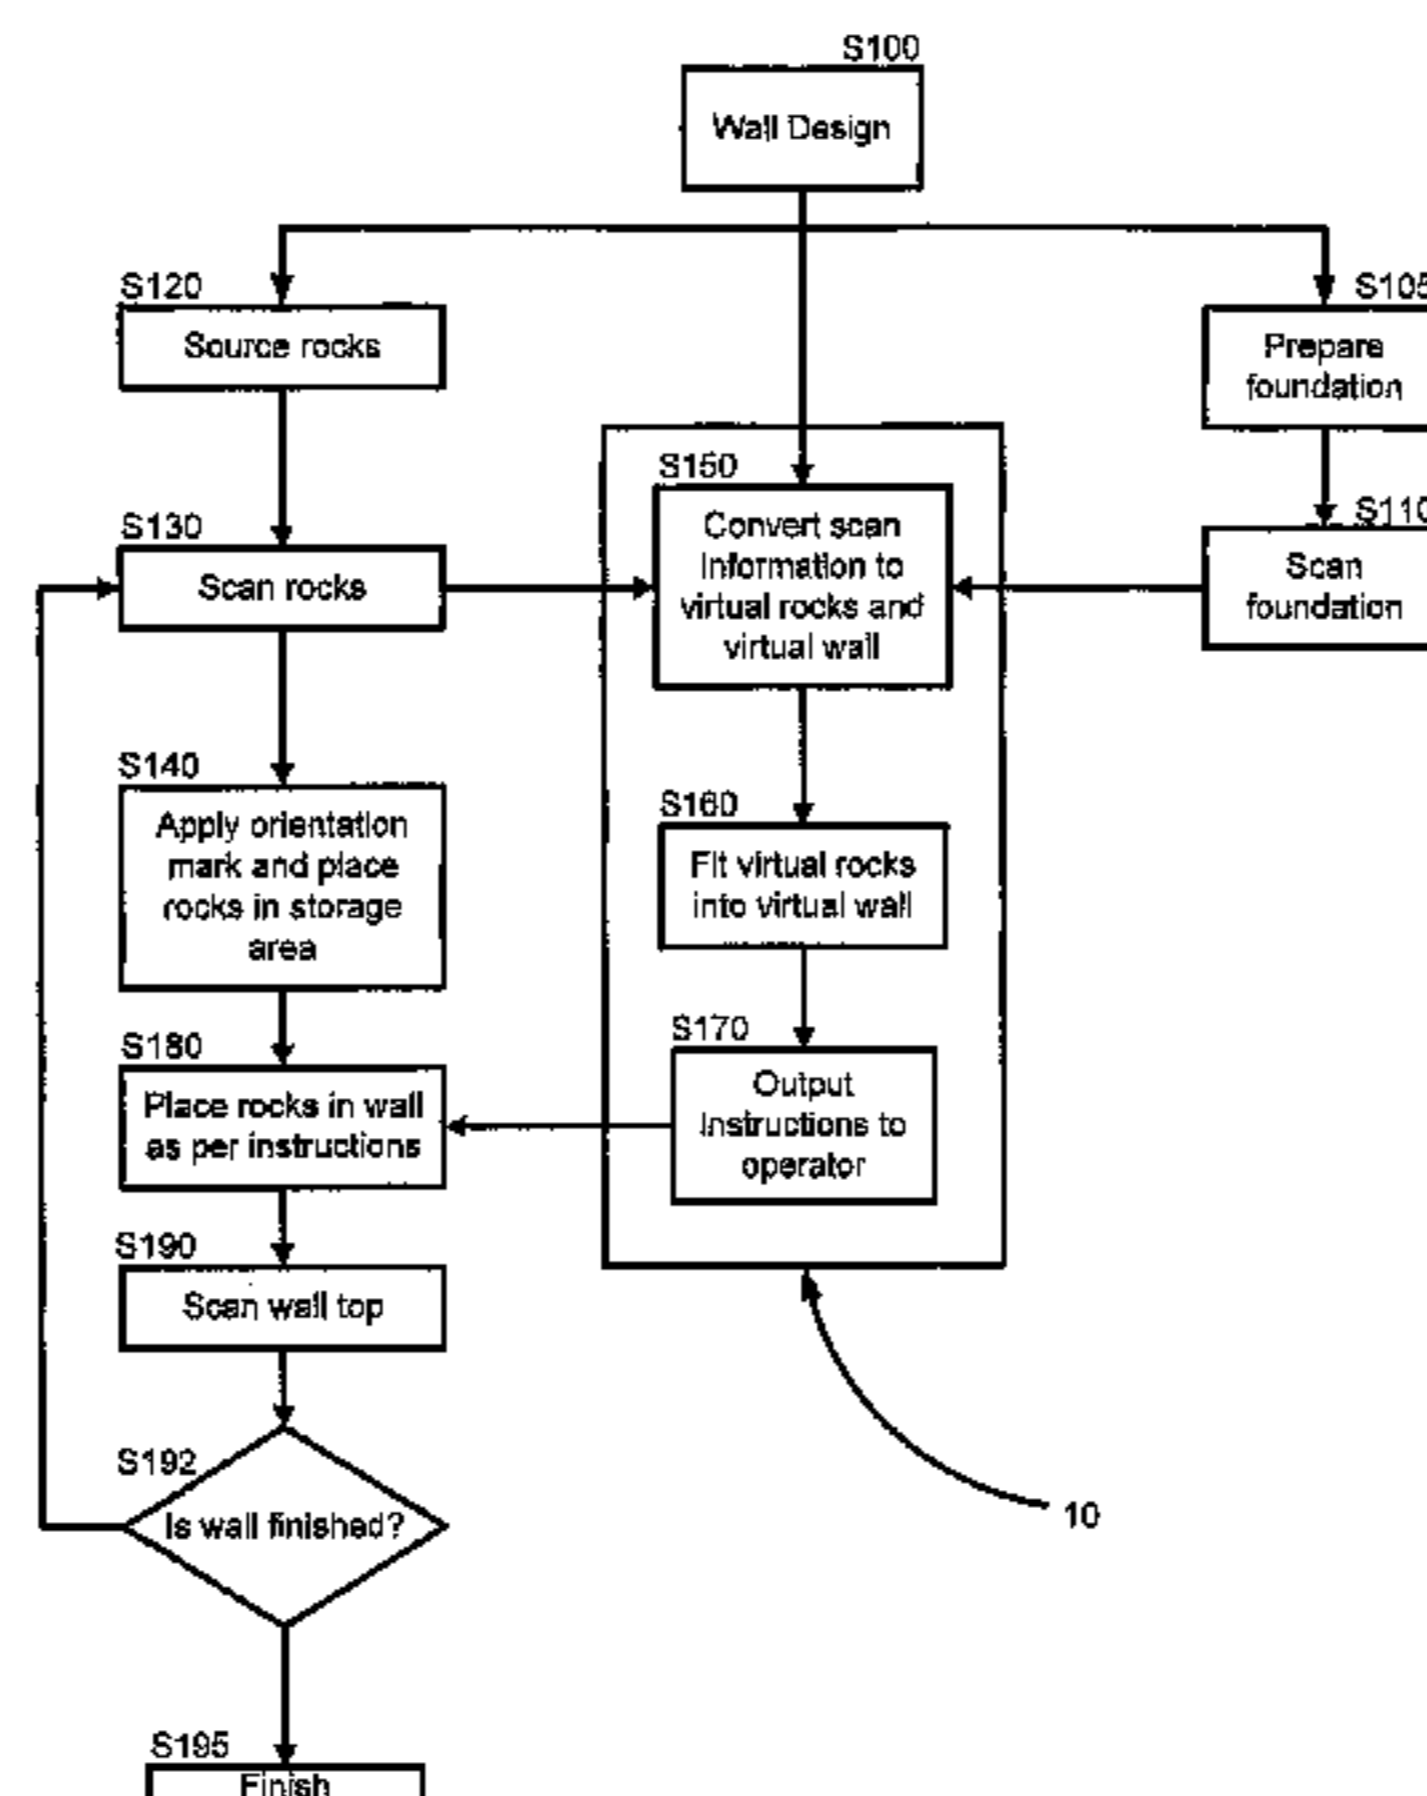 S100
Wall Design
S120
Source rocks
S105
Prepare
foundation
S130
Scan rocks
S150
Convert scan
Information to
virtual rocks and
virtual wall
S110
Scan
foundation
S140
Apply orientation
mark and place
rocks in storage
area
S160
Fit virtual rocks
into virtual wall
S180
Place rocks in wall
as per instructions
S170
Output
Instructions to
operator
S190
Scan wall top
S192
Is wall finished?
10
S195
Finish